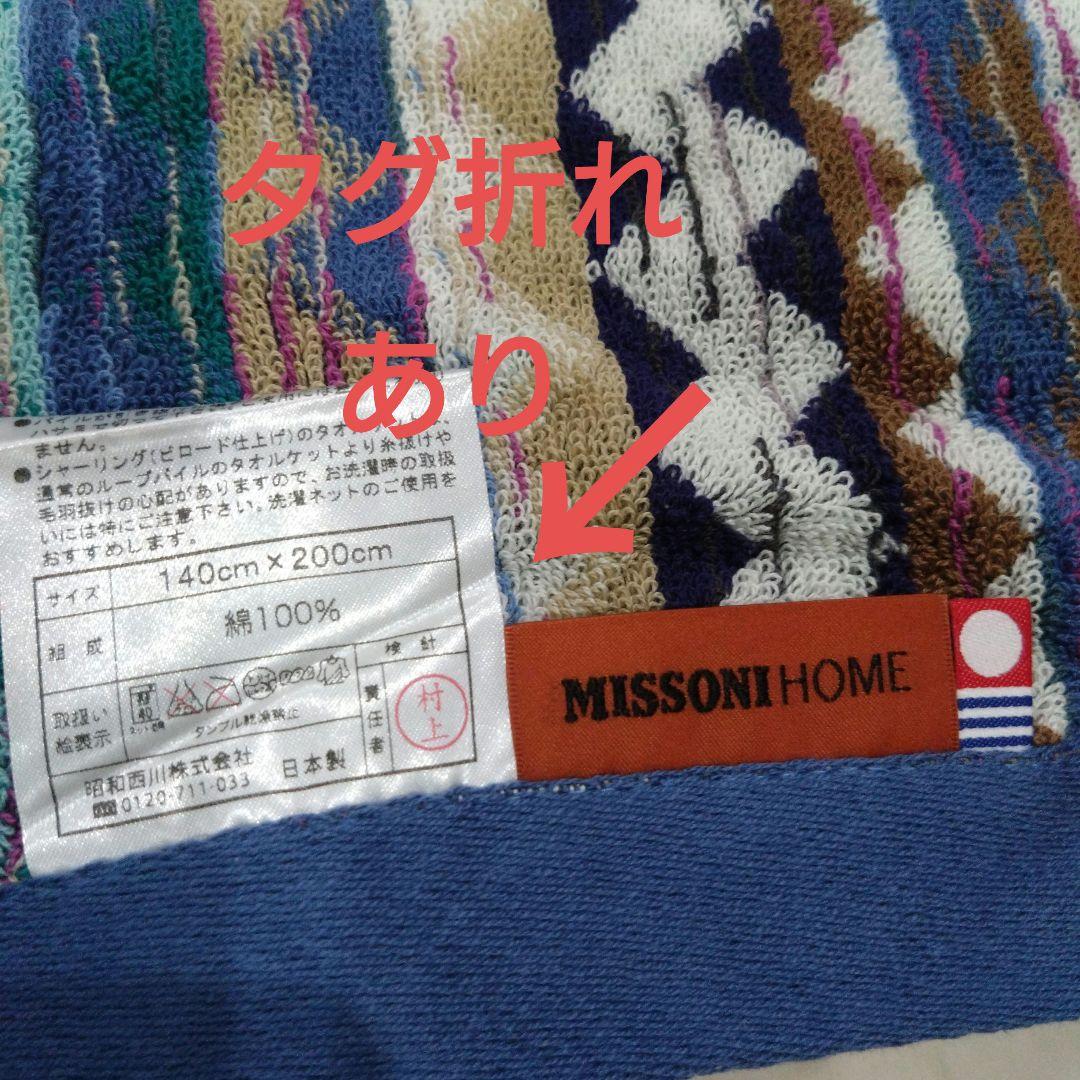 タグ折れ
あり
ません。
●シャーリング(ビロード仕上げ)のタオル
通常のループパイルのタオルケットより糸抜けや
毛羽抜けの心配がありますので、お洗濯時の取扱
いには特にご注意下さい。洗濯ネットのご使用を
おすすめします。
サイズ 140cm×200cm
組成 綿100%
取扱い
絵表示
40
タンブル乾燥禁止
検針
責任者
村上
昭和西川株式会社 日本製
0120-711-033
MISSONI HOME